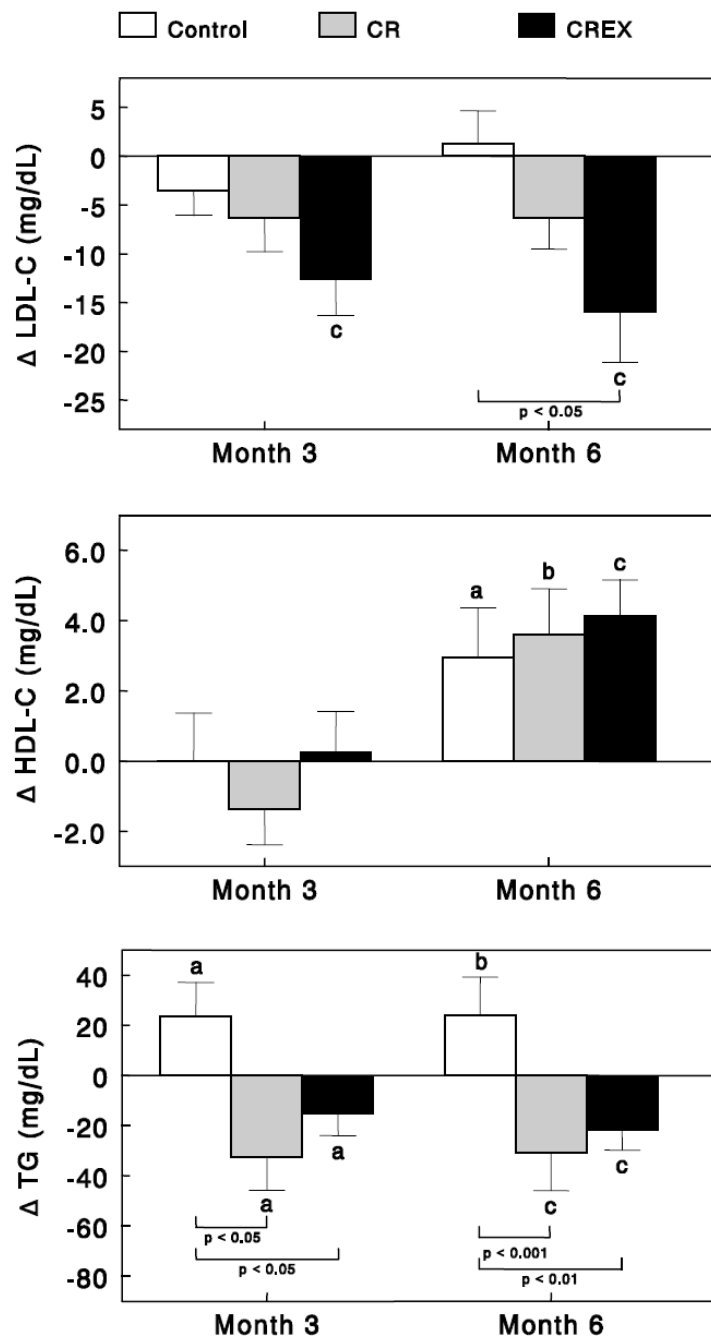 Control CR CREX
Δ LDL-C (mg/dL)
5
0
-5
-10
-15
-20
-25
c
c
p < 0.05
Month 3 Month 6
Δ HDL-C (mg/dL)
6.0
4.0
2.0
0.0
-2.0
a b c
Month 3 Month 6
Δ TG (mg/dL)
40
20
0
-20
-40
-60
-80
a b
a c
a c
p < 0.05 p < 0.001
p < 0.05 p < 0.01
Month 3 Month 6